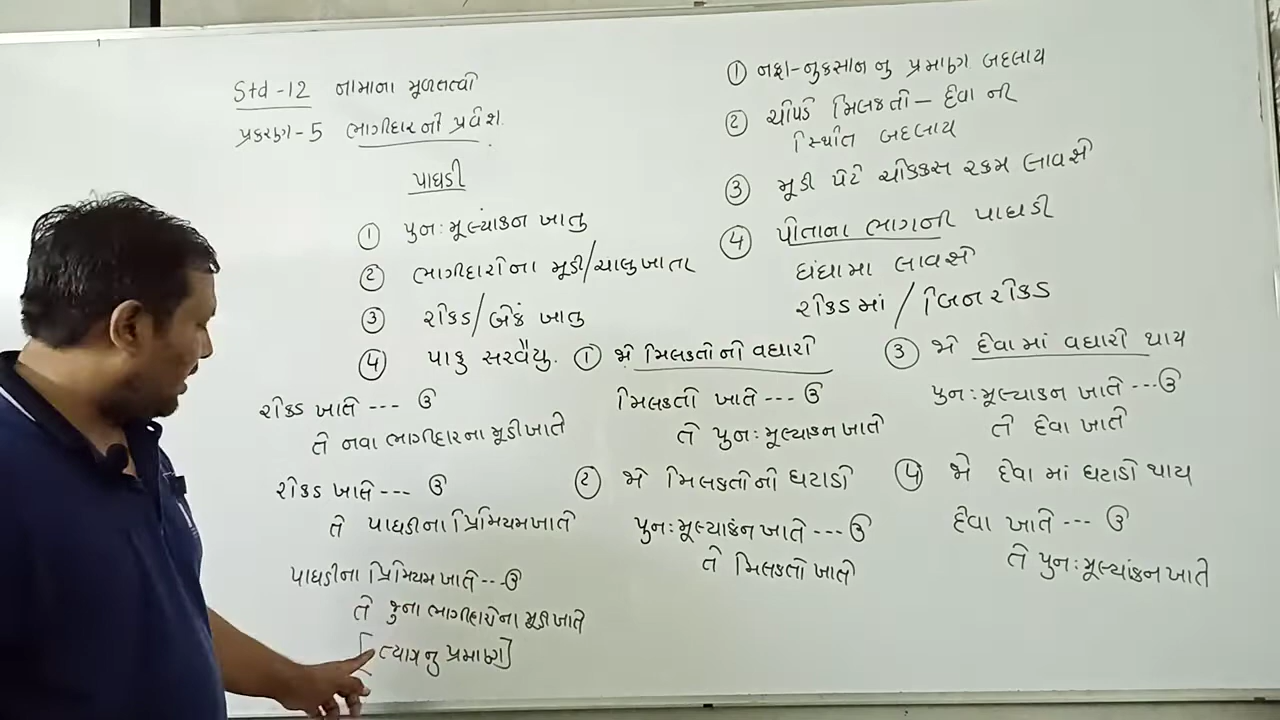 Std-12 નામાના મૂળતત્વો
પ્રકરણ-5 ભાગીદારનો પ્રવેશ.
પાઘડી
① પુનઃમૂલ્યાંકન ખાતુ
② ભાગીદારોના મૂડી/ચાલુખાતા
③ રોકડ/બેંક ખાતુ
④ પાકુ સરવૈયુ.
રોકડ ખાતે --- ઉ
તે નવા ભાગીદારના મૂડીખાતે
રોકડ ખાતે --- ઉ
તે પાઘડીના પ્રિમિયમખાતે
પાઘડીના પ્રિમિયમ ખાતે --- ઉ
તે જુના ભાગીદારોના મૂડીખાતે
[ત્યાગનુ પ્રમાણ]
① નફા-નુકસાન નુ પ્રમાણ બદલાય
② ચોપડે મિલકતો - દેવા ની
સ્થિતિ બદલાય
③ મૂડી પેટે ચોકકસ રકમ લાવશે
④ પોતાના ભાગની પાઘડી
ધંધામા લાવશે
રોકડમાં / બિનરોકડ
① જો મિલકતોનો વધારો
મિલકતો ખાતે --- ઉ
તે પુનઃમૂલ્યાકન ખાતે
② જો મિલકતોનો ઘટાડો
પુનઃમૂલ્યાકંન ખાતે --- ઉ
તે મિલકતો ખાતે
③ જો દેવામાં વધારો થાય
પુનઃમૂલ્યાકન ખાતે --- ઉ
તે દેવા ખાતે
④ જો દેવા માં ઘટાડો થાય
દેવા ખાતે --- ઉ
તે પુનઃમૂલ્યાંકન ખાતે